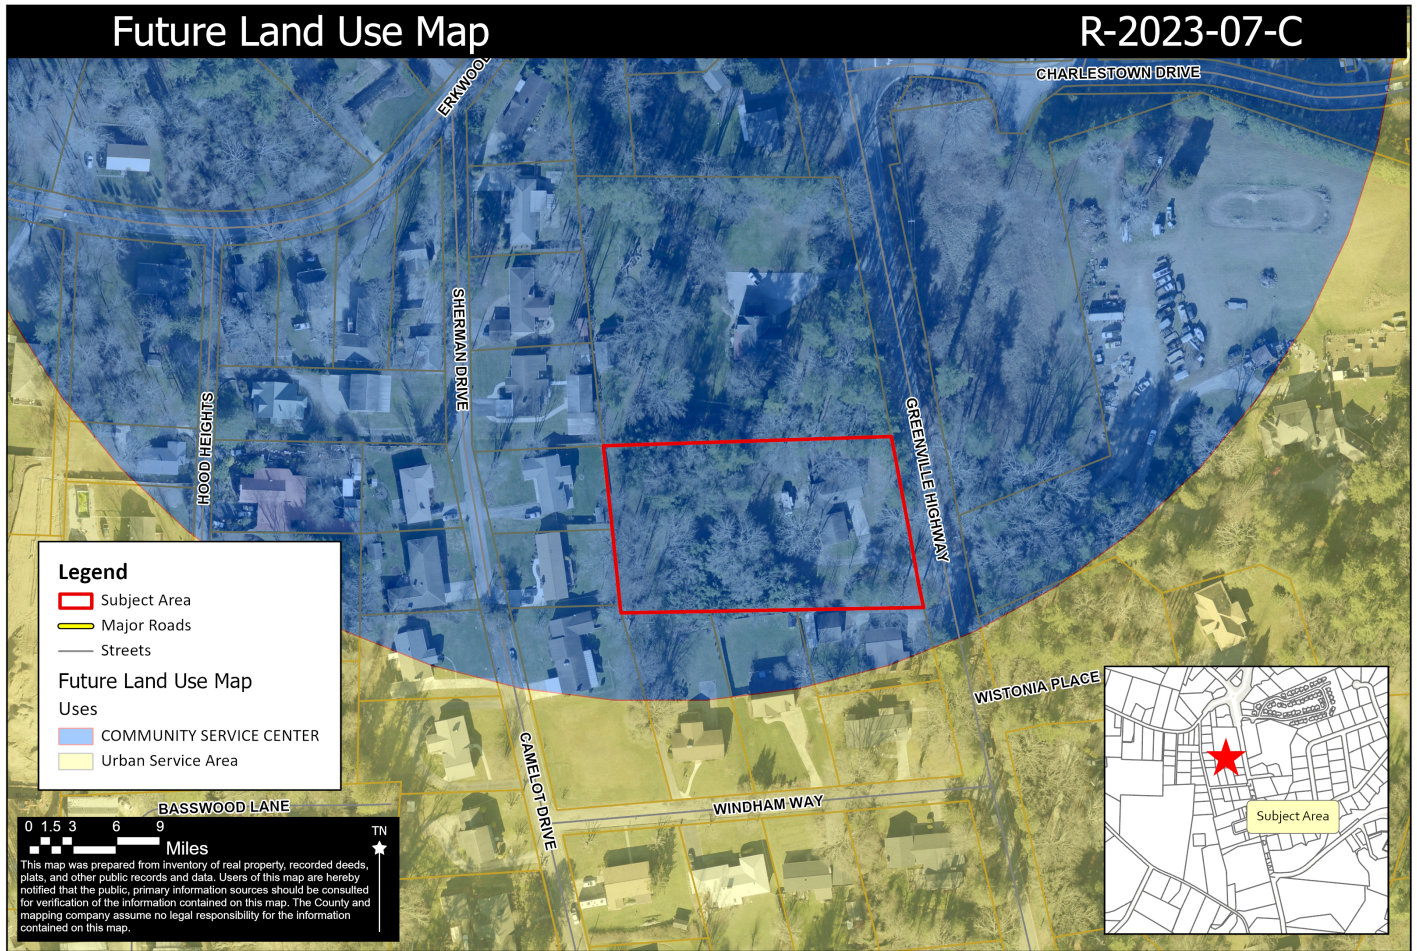 Future Land Use Map
R-2023-07-C
ERKWOOD
CHARLESTOWN DRIVE
SHERMAN DRIVE
HOOD HEIGHTS
GREENVILLE HIGHWAY
Legend
Subject Area
Major Roads
Streets
Future Land Use Map
Uses
COMMUNITY SERVICE CENTER
Urban Service Area
WISTONIA PLACE
CAMELOT DRIVE
BASSWOOD LANE
WINDHAM WAY
Subject Area
0 1.5 3 6 9
Miles
TN
This map was prepared from inventory of real property, recorded deeds,
plats, and other public records and data. Users of this map are hereby
notified that the public, primary information sources should be consulted
for verification of the information contained on this map. The County and
mapping company assume no legal responsibility for the information
contained on this map.